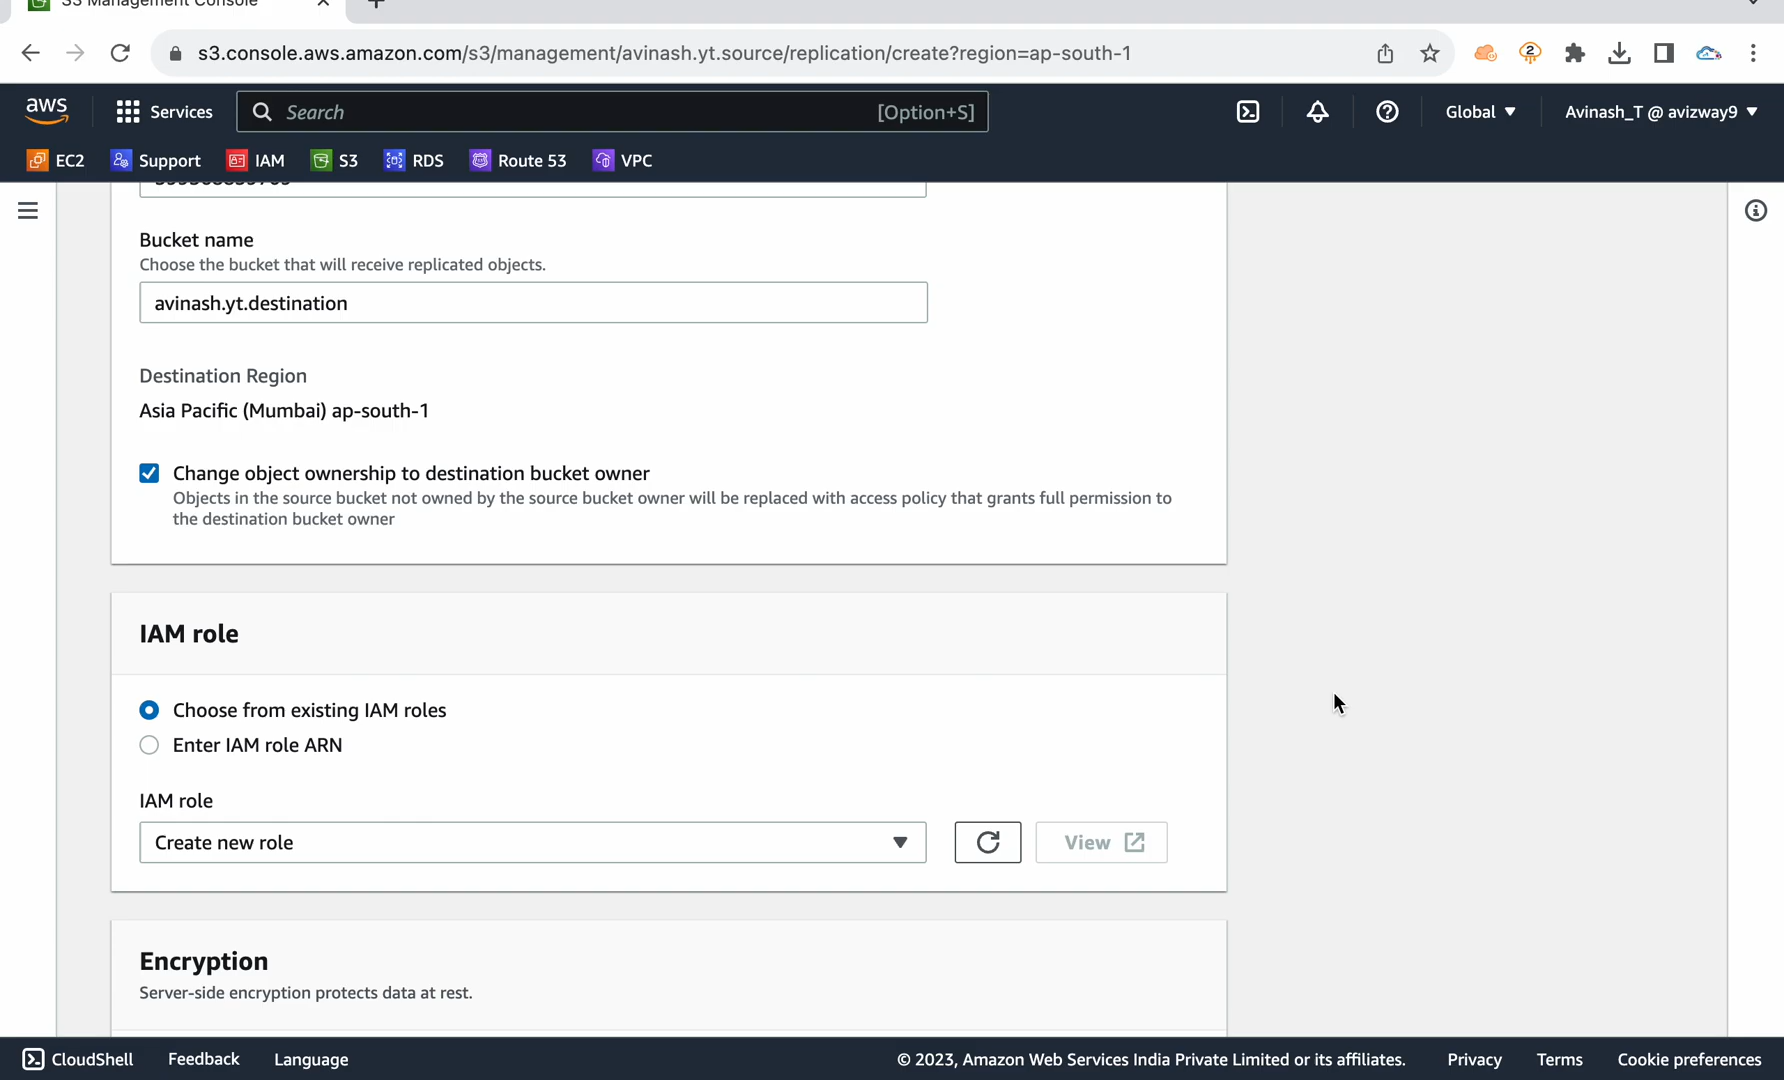 S3 Management Console
s3.console.aws.amazon.com/s3/management/avinash.yt.source/replication/create?region=ap-south-1
2
aws
Services
Search
[Option+S]
Global
Avinash_T @ avizway9
EC2
Support
IAM
S3
RDS
Route 53
VPC
Bucket name
Choose the bucket that will receive replicated objects.
avinash.yt.destination
Destination Region
Asia Pacific (Mumbai) ap-south-1
Change object ownership to destination bucket owner
Objects in the source bucket not owned by the source bucket owner will be replaced with access policy that grants full permission to
the destination bucket owner
IAM role
Choose from existing IAM roles
Enter IAM role ARN
IAM role
Create new role
View
Encryption
Server-side encryption protects data at rest.
CloudShell
Feedback
Language
© 2023, Amazon Web Services India Private Limited or its affiliates.
Privacy
Terms
Cookie preferences